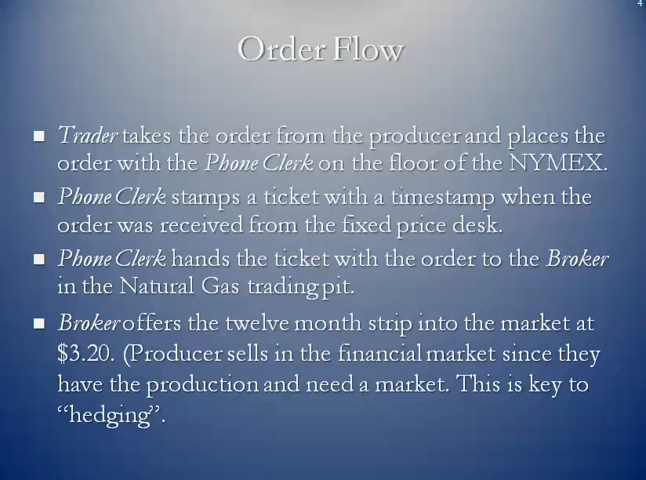 4
Order Flow
■ Trader takes the order from the producer and places the
order with the Phone Clerk on the floor of the NYMEX.
■ Phone Clerk stamps a ticket with a timestamp when the
order was received from the fixed price desk.
■ Phone Clerk hands the ticket with the order to the Broker
in the Natural Gas trading pit.
■ Broker offers the twelve month strip into the market at
$3.20. (Producer sells in the financial market since they
have the production and need a market. This is key to
“hedging”.